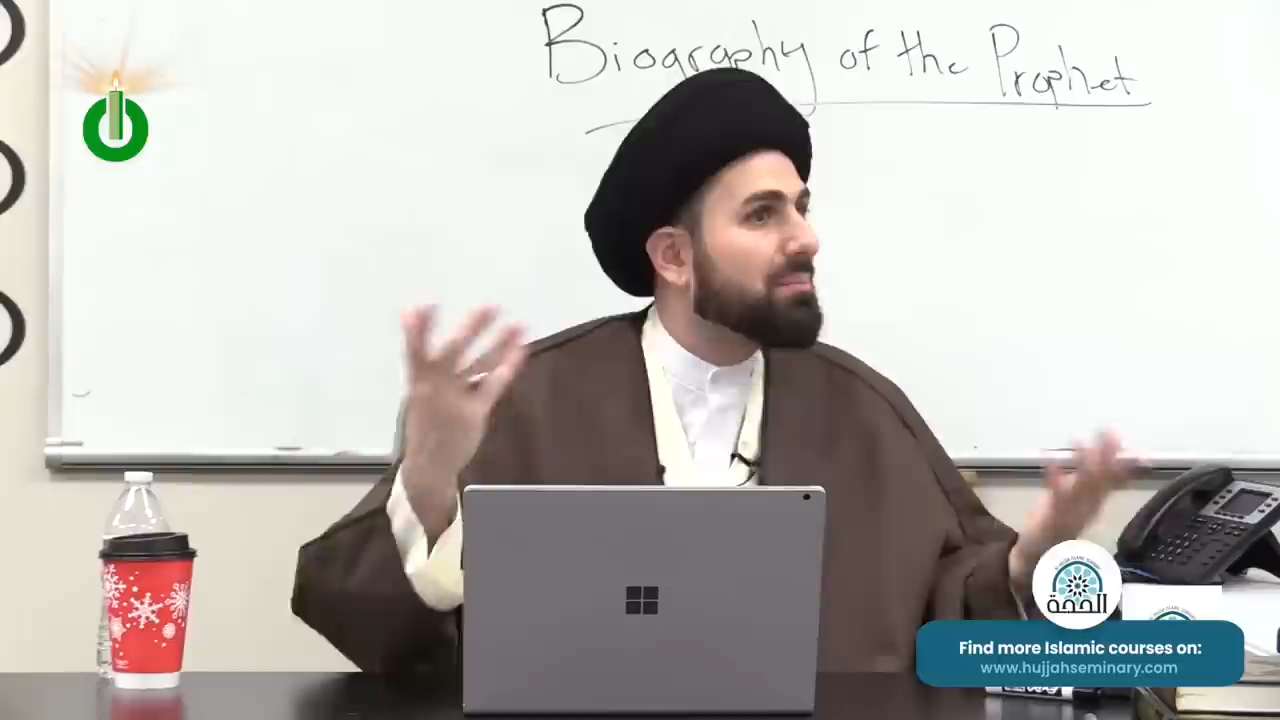 Biography of the Prophet
الحجة
Find more Islamic courses on:
www.hujjahseminary.com